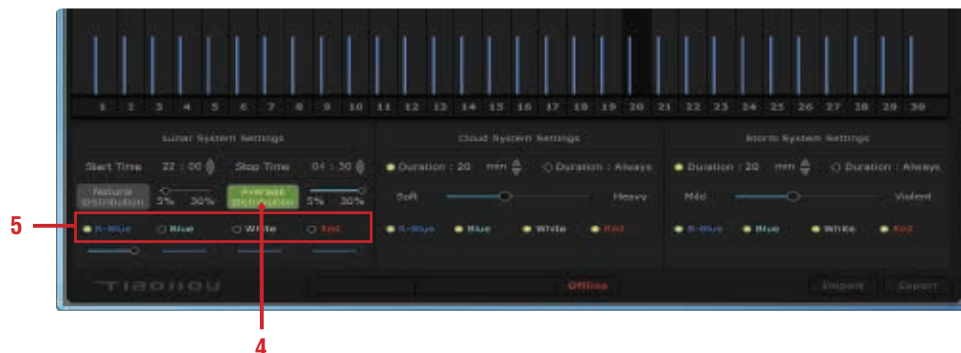 1 2 3 4 5 6 7 8 9 10 11 12 13 14 15 16 17 18 19 20 21 22 23 24 25 26 27 28 29 30
Lunar System Settings Cloud System Settings Storm System Settings
Start Time 22 : 00 Stop Time 04 : 30 Duration : 20 min Duration : Always Duration : 20 min Duration : Always
Natural Distribution 5% 30% Average Distribution 5% 30% Soft Heavy Mild Violent
5 R-Blue Blue White Red R-Blue Blue White Red R-Blue Blue White Red
Offline Import Export
4